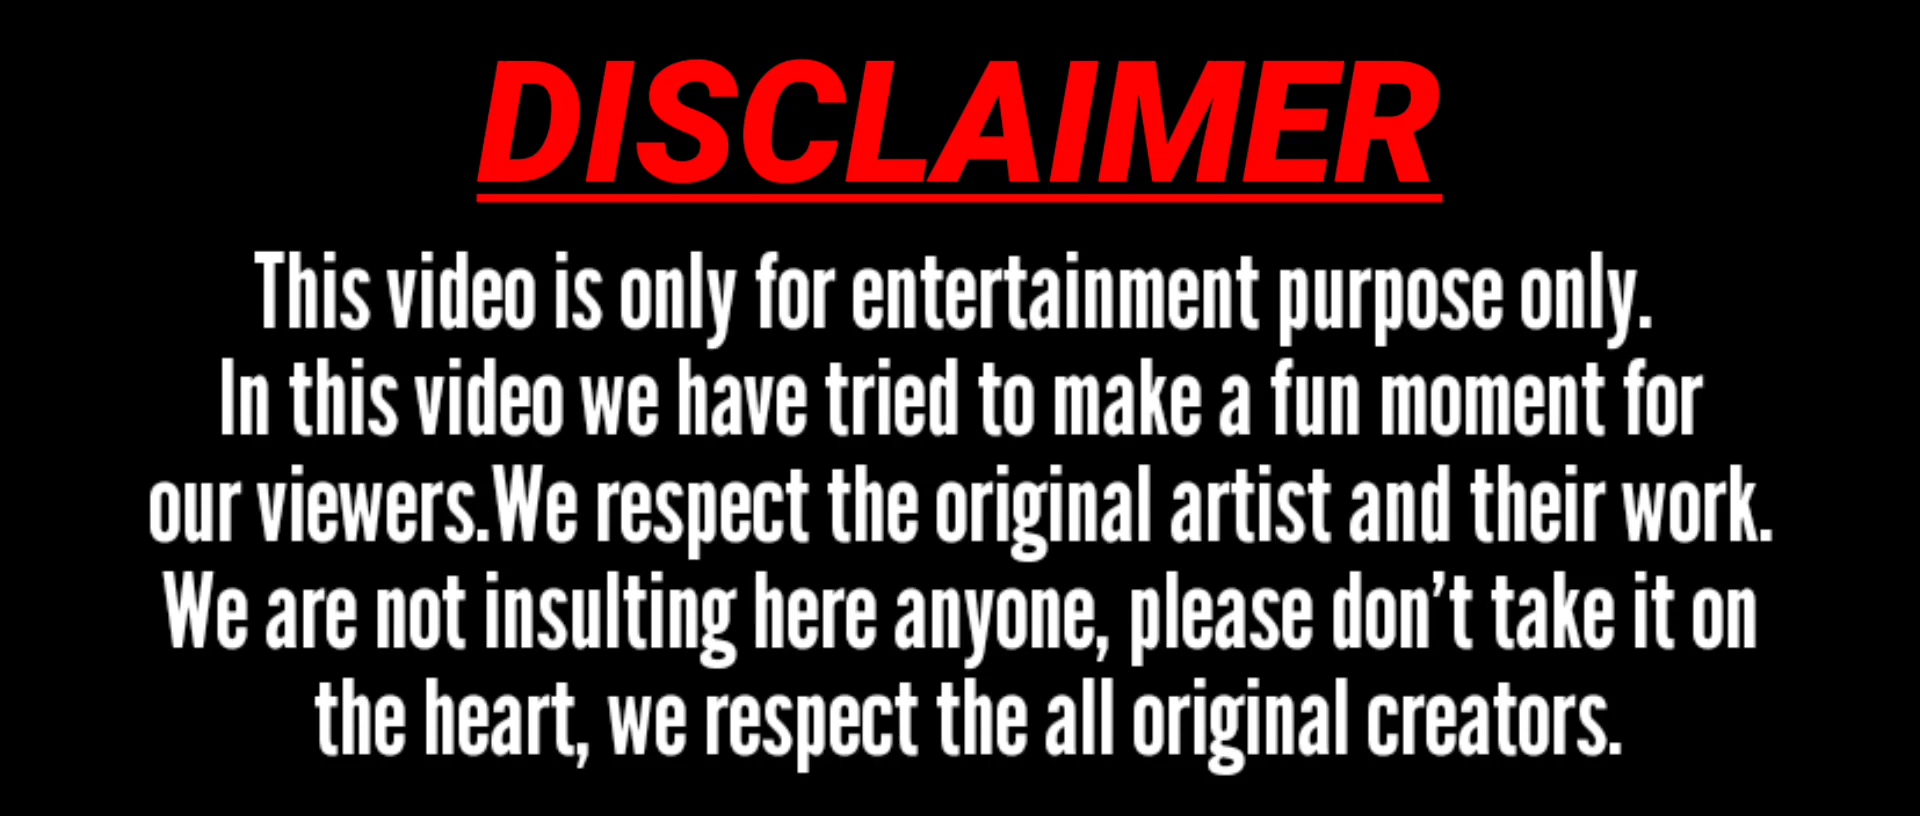 DISCLAIMER
This video is only for entertainment purpose only.
In this video we have tried to make a fun moment for
our viewers.We respect the original artist and their work.
We are not insulting here anyone, please don’t take it on
the heart, we respect the all original creators.